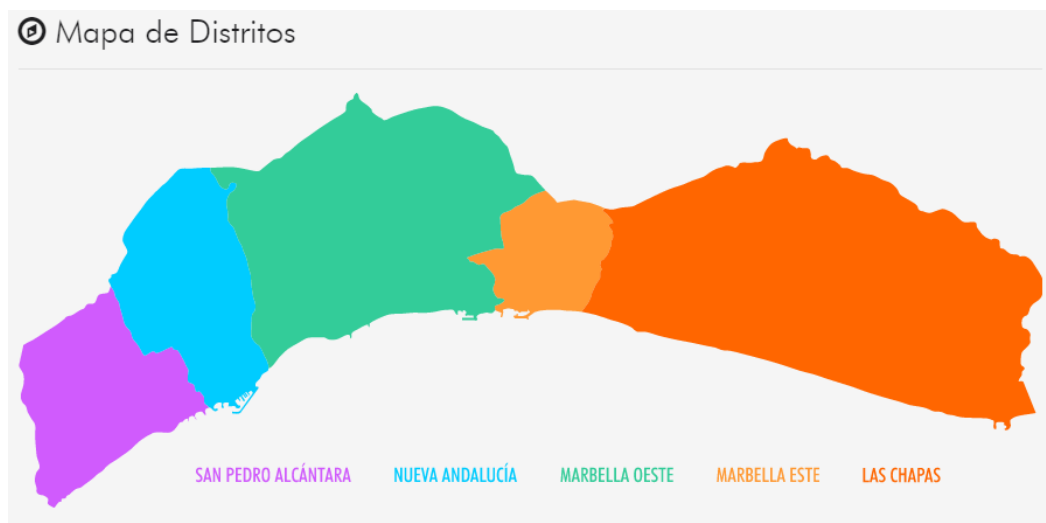 Mapa de Distritos
SAN PEDRO ALCÁNTARA NUEVA ANDALUCÍA MARBELLA OESTE MARBELLA ESTE LAS CHAPAS